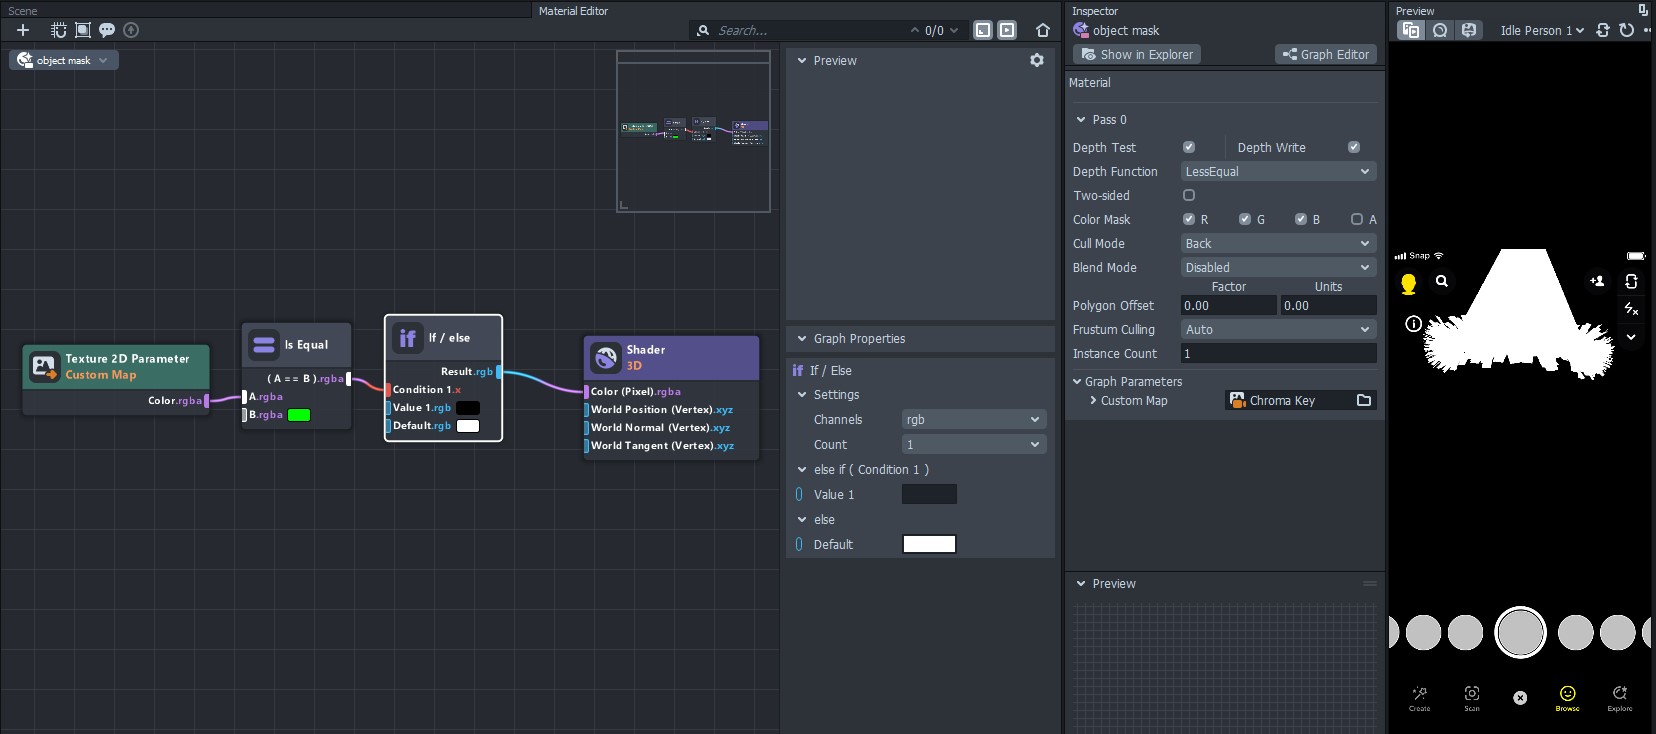 Scene
Material Editor
Search...
0/0
object mask
Texture 2D Parameter
Custom Map
Color.rgba
Is Equal
( A == B ).rgba
A.rgba
B.rgba
if
If / else
Result.rgb
Condition 1.x
Value 1.rgb
Default.rgb
Shader
3D
Color (Pixel).rgba
World Position (Vertex).xyz
World Normal (Vertex).xyz
World Tangent (Vertex).xyz
Preview
Graph Properties
if If / Else
Settings
Channels rgb
Count 1
else if ( Condition 1 )
Value 1
else
Default
Inspector
object mask
Show in Explorer Graph Editor
Material
Pass 0
Depth Test Depth Write
Depth Function LessEqual
Two-sided
Color Mask R G B A
Cull Mode Back
Blend Mode Disabled
Factor Units
Polygon Offset 0.00 0.00
Frustum Culling Auto
Instance Count 1
Graph Parameters
Custom Map Chroma Key
Preview
Preview
Idle Person 1
Snap
Create Scan Browse Explore